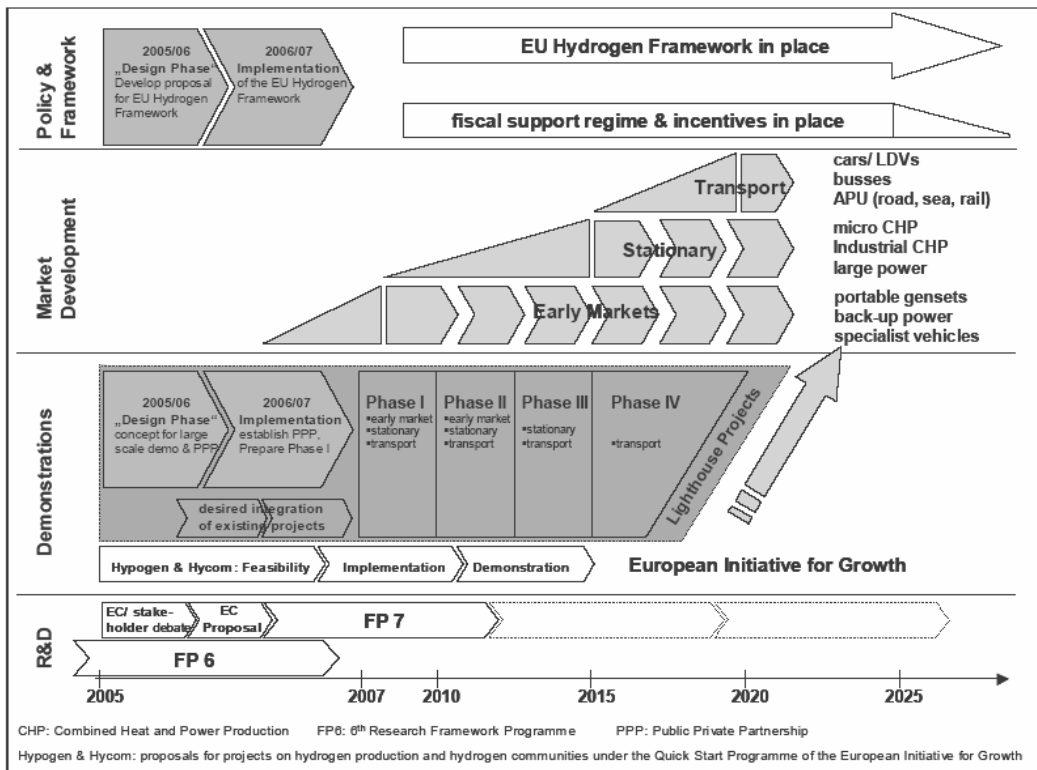 Policy &
Framework
2005/06
„Design Phase“
Develop proposal
for EU Hydrogen
Framework
2006/07
Implementation
of the EU Hydrogen
Framework
EU Hydrogen Framework in place
fiscal support regime & incentives in place
Market
Development
Transport
cars/ LDVs
busses
APU (road, sea, rail)
Stationary
micro CHP
Industrial CHP
large power
Early Markets
portable gensets
back-up power
specialist vehicles
Demonstrations
2005/06
„Design Phase“
concept for large
scale demo & PPP
2006/07
Implementation
establish PPP,
Prepare Phase I
desired integration
of existing projects
Phase I
▪early market
▪stationary
▪transport
Phase II
▪early market
▪stationary
▪transport
Phase III
▪stationary
▪transport
Phase IV
▪transport
Lighthouse Projects
Hypogen & Hycom: Feasibility
Implementation
Demonstration
European Initiative for Growth
R&D
EC/ stake-
holder debate
EC
Proposal
FP 7
FP 6
2005
2007
2010
2015
2020
2025
CHP: Combined Heat and Power Production
FP6: 6th Research Framework Programme
PPP: Public Private Partnership
Hypogen & Hycom: proposals for projects on hydrogen production and hydrogen communities under the Quick Start Programme of the European Initiative for Growth